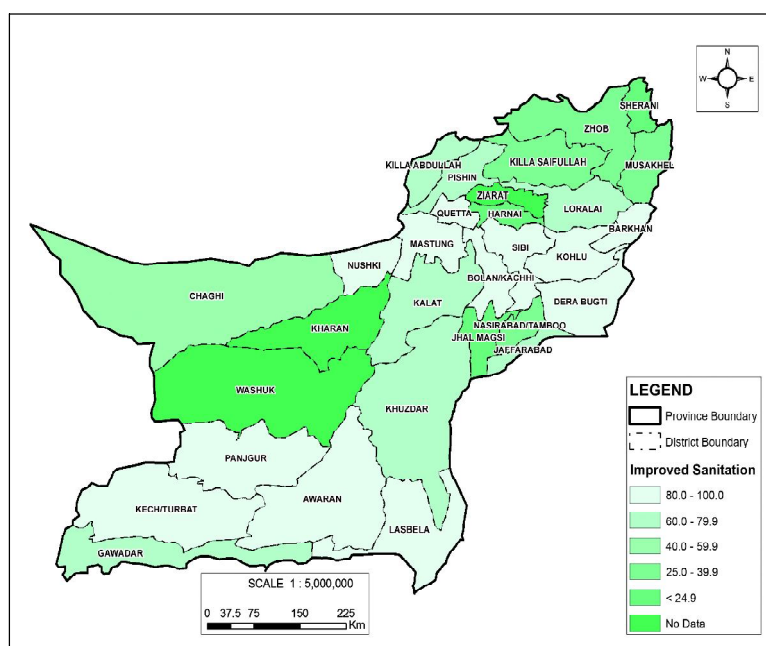 N
W E
S
SHERANI
ZHOB
KILLA SAIFULLAH
MUSAKHEL
KILLA ABDULLAH
PISHIN
ZIARAT
LORALAI
QUETTA
HARNAI
BARKHAN
MASTUNG
SIBI
KOHLU
NUSHKI
BOLAN/KACHHI
CHAGHI
KALAT
DERA BUGTI
KHARAN
NASIRABAD/TAMBOO
JHAL MAGSI
JAFFARABAD
WASHUK
KHUZDAR
PANJGUR
AWARAN
KECH/TURBAT
LASBELA
GAWADAR
SCALE 1 : 5,000,000
0 37.5 75 150 225
Km
LEGEND
Province Boundary
District Boundary
Improved Sanitation
80.0 - 100.0
60.0 - 79.9
40.0 - 59.9
25.0 - 39.9
< 24.9
No Data